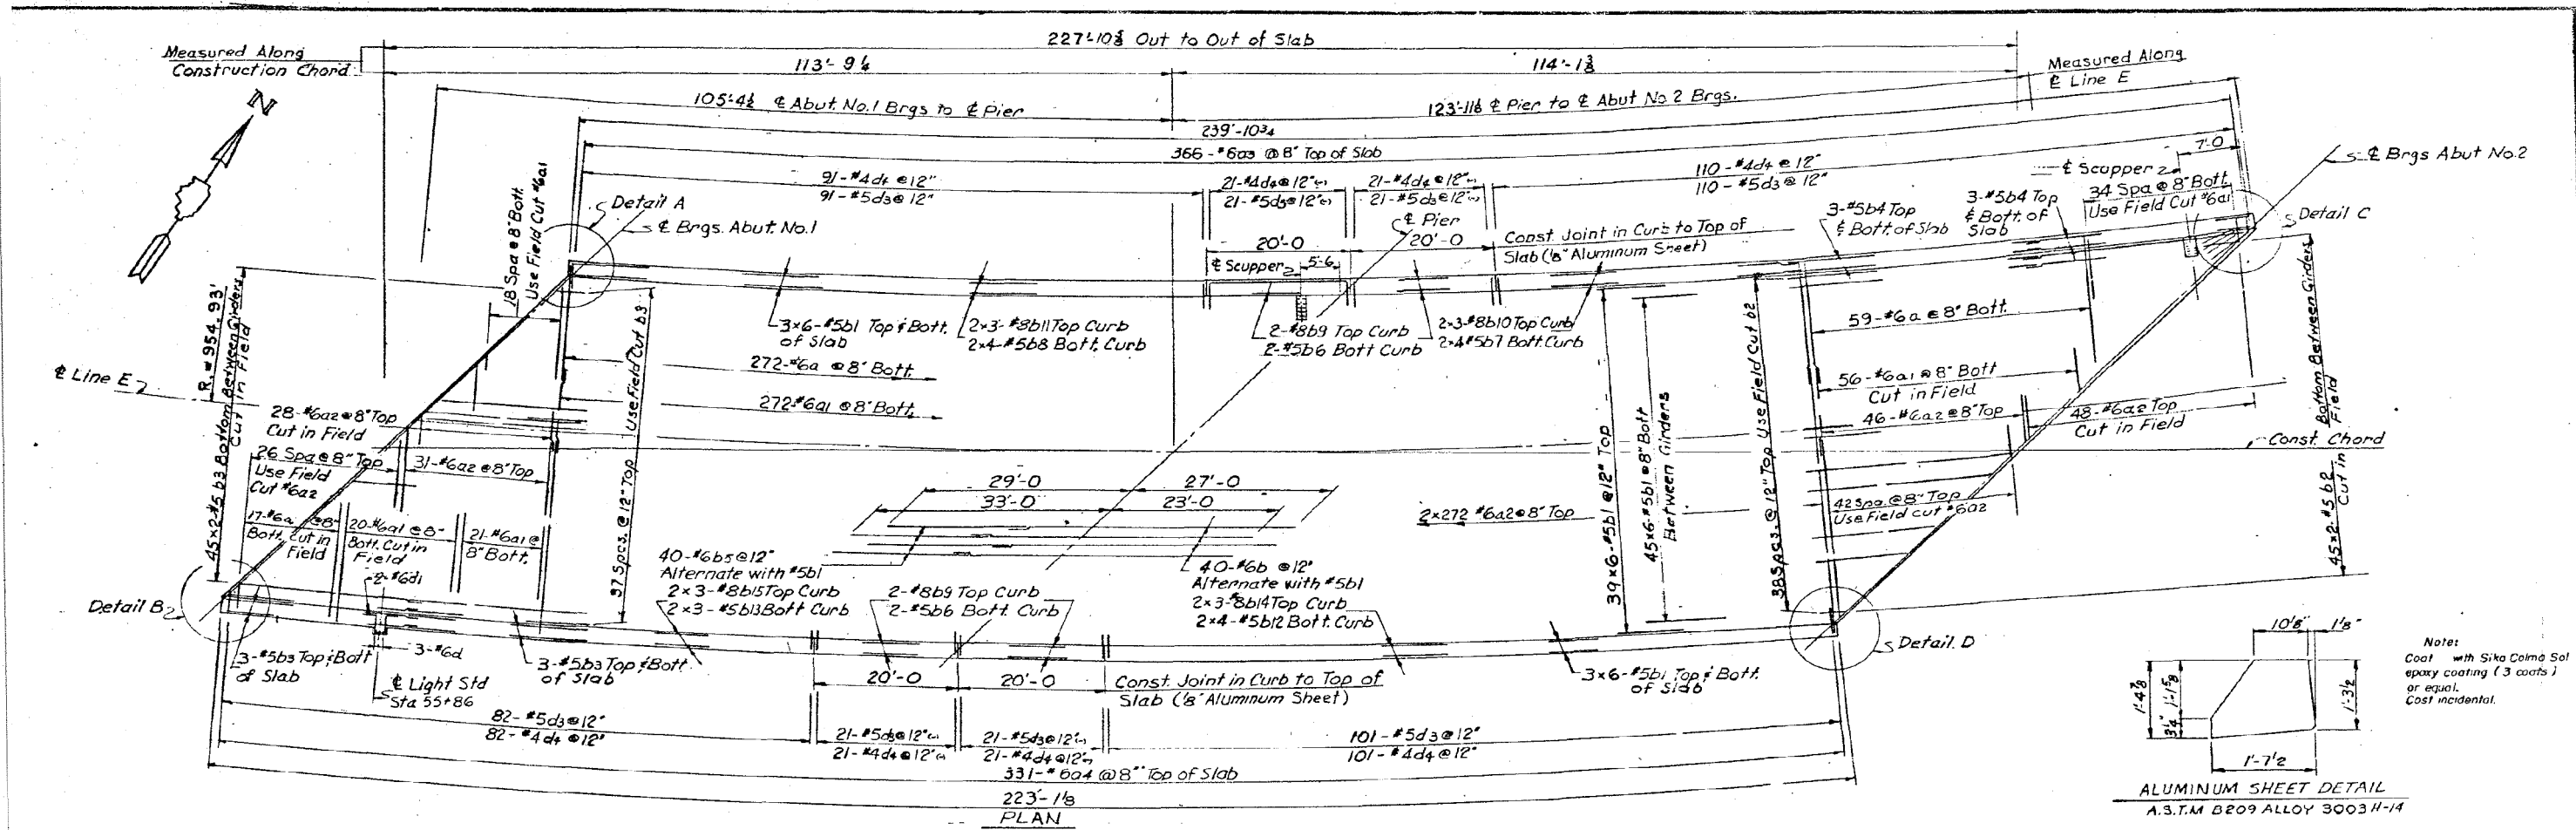 227'-10⅜ Out to Out of Slab
Measured Along
Construction Chord
113'-9¼
114'-1⅜
Measured Along
℄ Line E
105'-4½ ℄ Abut. No.1 Brgs to ℄ Pier
123'-11⅛ ℄ Pier to ℄ Abut No 2 Brgs.
239'-10¾
366-#6a3 @ 8" Top of Slab
N
7'-0
℄ Brgs Abut No.2
℄ Scupper
91-#4d4 @ 12"
91-#5d3 @ 12"
21-#4d4 @ 12"
21-#5d3 @ 12"
21-#4d4 @ 12"
21-#5d3 @ 12"
110-#4d4 @ 12"
110-#5d3 @ 12"
34 Spa @ 8" Bott.
Use Field Cut #6a1
3-#5b4 Top
& Bott. of
Slab
3-#5b4 Top
& Bott. of Slab
Detail A
℄ Brgs. Abut. No.1
Detail C
18 Spa @ 8" Bott.
Use Field Cut #6a1
℄ Pier
20'-0
20'-0
℄ Scupper
5'-6
Const. Joint in Curb to Top of
Slab (⅛" Aluminum Sheet)
R.=954.93'
45x2-#5 b3 Bottom Between Girders
Cut in Field
3x6-#5b1 Top & Bott.
of Slab
2x3-#8b11 Top Curb
2x4-#5b8 Bott. Curb
2-#8b9 Top Curb
2-#5b6 Bott Curb
2x3-#8b10 Top Curb
2x4 #5b7 Bott. Curb
59-#6a @ 8" Bott.
272-#6a @ 8" Bott.
272-#6a1 @ 8" Bott.
℄ Line E
56-#6a1 @ 8" Bott
Cut in Field
28-#6a2 @ 8" Top
Cut in Field
46-#6a2 @ 8" Top
48-#6a2 Top
Cut in Field
Const. Chord
26 Spa @ 8" Top
Use Field
Cut #6a2
31-#6a2 @ 8" Top
37 Spcs. @ 12" Top Use Field Cut b3
39x6-#5b1 @ 12" Top
45x6-#5b1 @ 8" Bott
Between Girders
38 Spcs. @ 12" Top Use Field Cut b2
45x2-#5 b2
Bottom Between Girders
Cut in Field
29'-0
27'-0
33'-0
23'-0
2x272 #6a2 @ 8" Top
42 Spa. @ 8" Top
Use Field cut #6a2
17-#6a @ 8"
Bott. Cut in
Field
20-#6a1 @ 8"
Bott. Cut in
Field
21-#6a1 @
8" Bott.
2-#6d1
40-#6b5 @ 12"
Alternate with #5b1
2x3-#8b15 Top Curb
2x3-#5b13 Bott Curb
2-#8b9 Top Curb
2-#5b6 Bott. Curb
40-#6b @ 12"
Alternate with #5b1
2x3-#8b14 Top Curb
2x4-#5b12 Bott. Curb
Detail B
Detail D
3-#5b3 Top & Bott
of Slab
3-#6d
℄ Light Std
Sta 55+86
3-#5b3 Top & Bott.
of Slab
20'-0
20'-0
Const. Joint in Curb to Top of
Slab (⅛" Aluminum Sheet)
3x6-#5b1 Top & Bott.
of Slab
82-#5d3 @ 12"
82-#4d4 @ 12"
21-#5d3 @ 12"
21-#4d4 @ 12"
21-#5d3 @ 12"
21-#4d4 @ 12"
101-#5d3 @ 12"
101-#4d4 @ 12"
331-#6a4 @ 8" Top of Slab
223'-1⅛
PLAN
10⅛"
1⅛"
1'-4⅞
1'-1⅝
3¼"
1'-3½
1'-7½
Note:
Coat with Sika Colma Sol
epoxy coating (3 coats)
or equal.
Cost incidental.
ALUMINUM SHEET DETAIL
A.S.T.M B209 ALLOY 3003 H-14